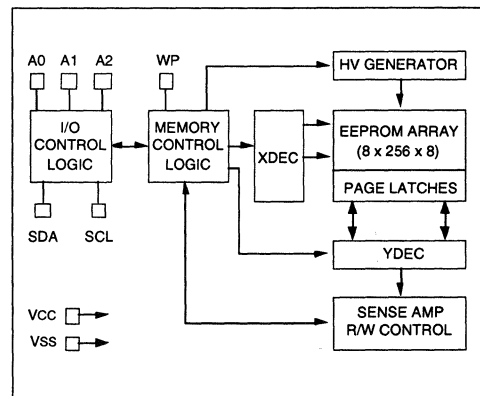 A0 A1 A2 WP
HV GENERATOR
I/O
CONTROL
LOGIC
MEMORY
CONTROL
LOGIC
XDEC
EEPROM ARRAY
(8 x 256 x 8)
PAGE LATCHES
SDA SCL
YDEC
SENSE AMP
R/W CONTROL
VCC
VSS